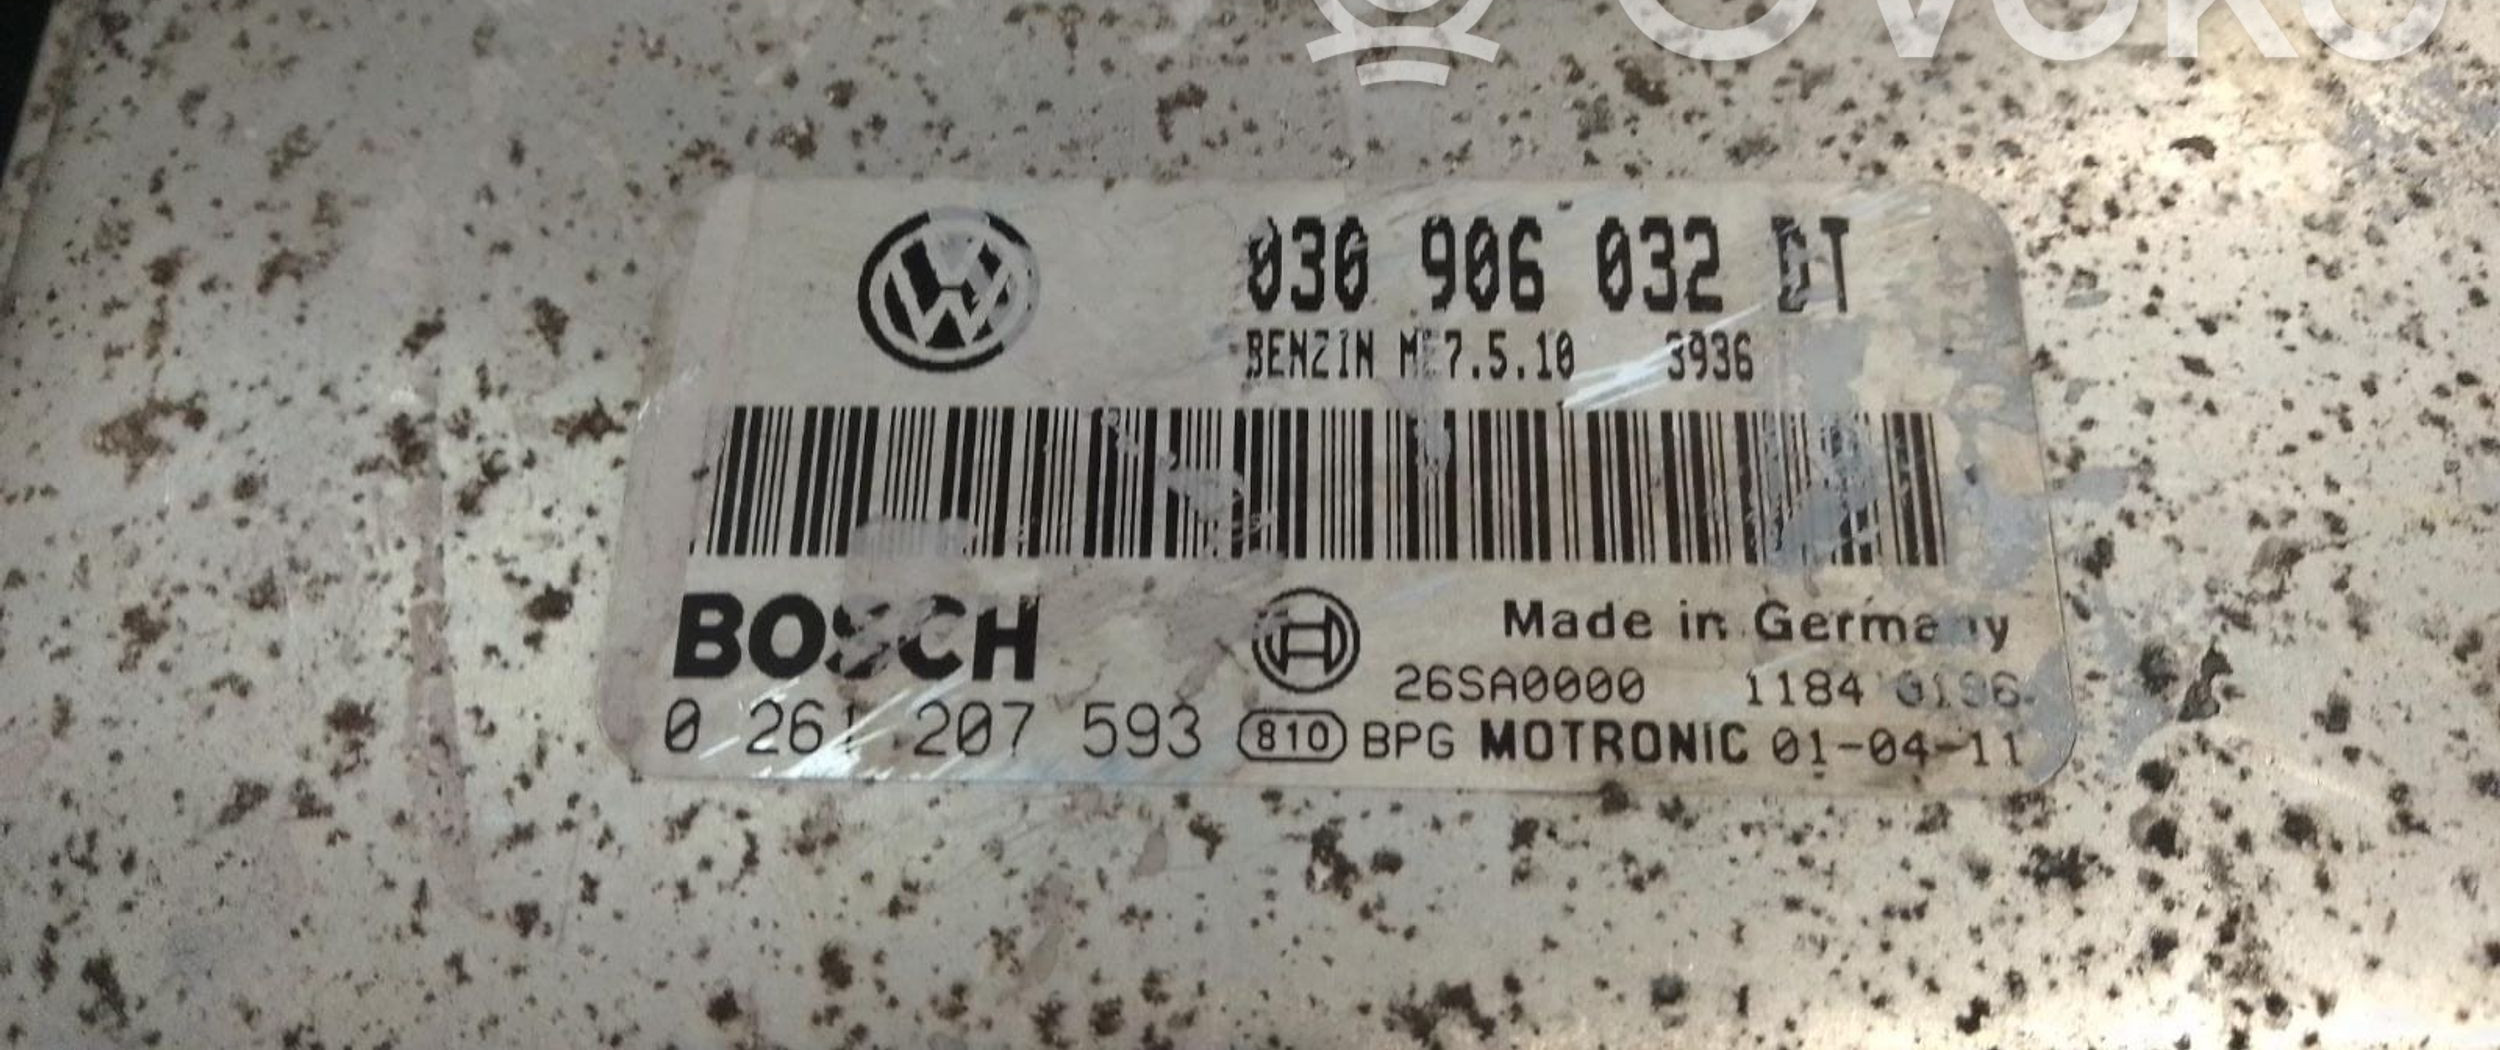 030 906 032
BENZIN ME7.5.10 3936
BOSCH
Made in Germany
26SA0000 1184
0 261 207 593 810 BPG MOTRONIC 01-04-11